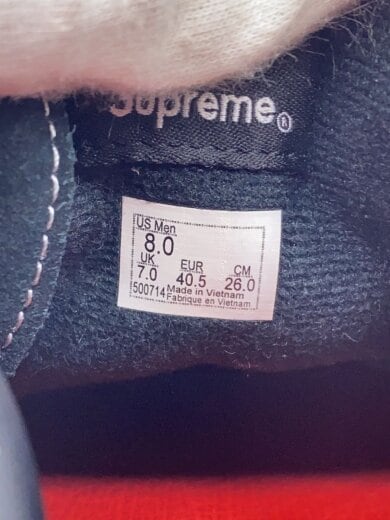 Supreme®
US Men
8.0
UK EUR CM
7.0 40.5 26.0
500714 Made in Vietnam
Fabrique en Vietnam